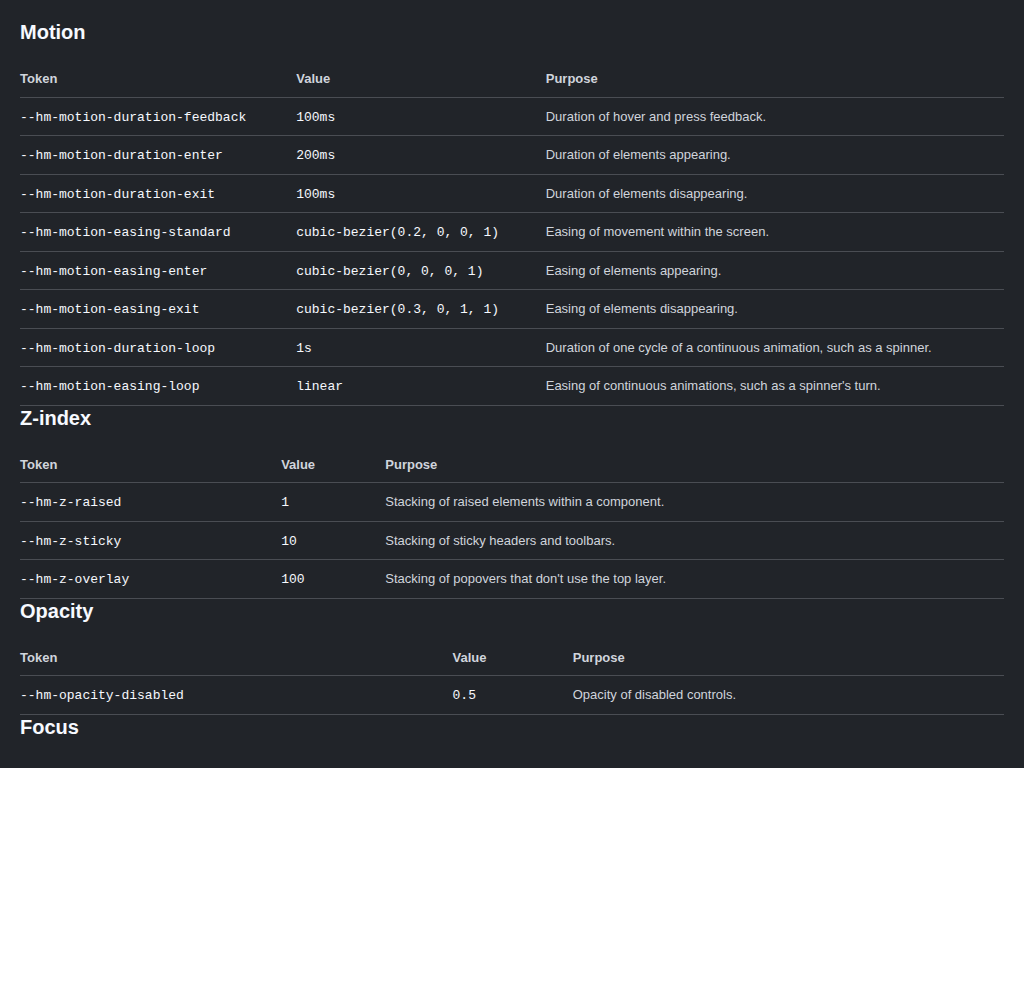 Motion
Token Value Purpose
--hm-motion-duration-feedback 100ms Duration of hover and press feedback.
--hm-motion-duration-enter 200ms Duration of elements appearing.
--hm-motion-duration-exit 100ms Duration of elements disappearing.
--hm-motion-easing-standard cubic-bezier(0.2, 0, 0, 1) Easing of movement within the screen.
--hm-motion-easing-enter cubic-bezier(0, 0, 0, 1) Easing of elements appearing.
--hm-motion-easing-exit cubic-bezier(0.3, 0, 1, 1) Easing of elements disappearing.
--hm-motion-duration-loop 1s Duration of one cycle of a continuous animation, such as a spinner.
--hm-motion-easing-loop linear Easing of continuous animations, such as a spinner's turn.
Z-index
Token Value Purpose
--hm-z-raised 1 Stacking of raised elements within a component.
--hm-z-sticky 10 Stacking of sticky headers and toolbars.
--hm-z-overlay 100 Stacking of popovers that don't use the top layer.
Opacity
Token Value Purpose
--hm-opacity-disabled 0.5 Opacity of disabled controls.
Focus